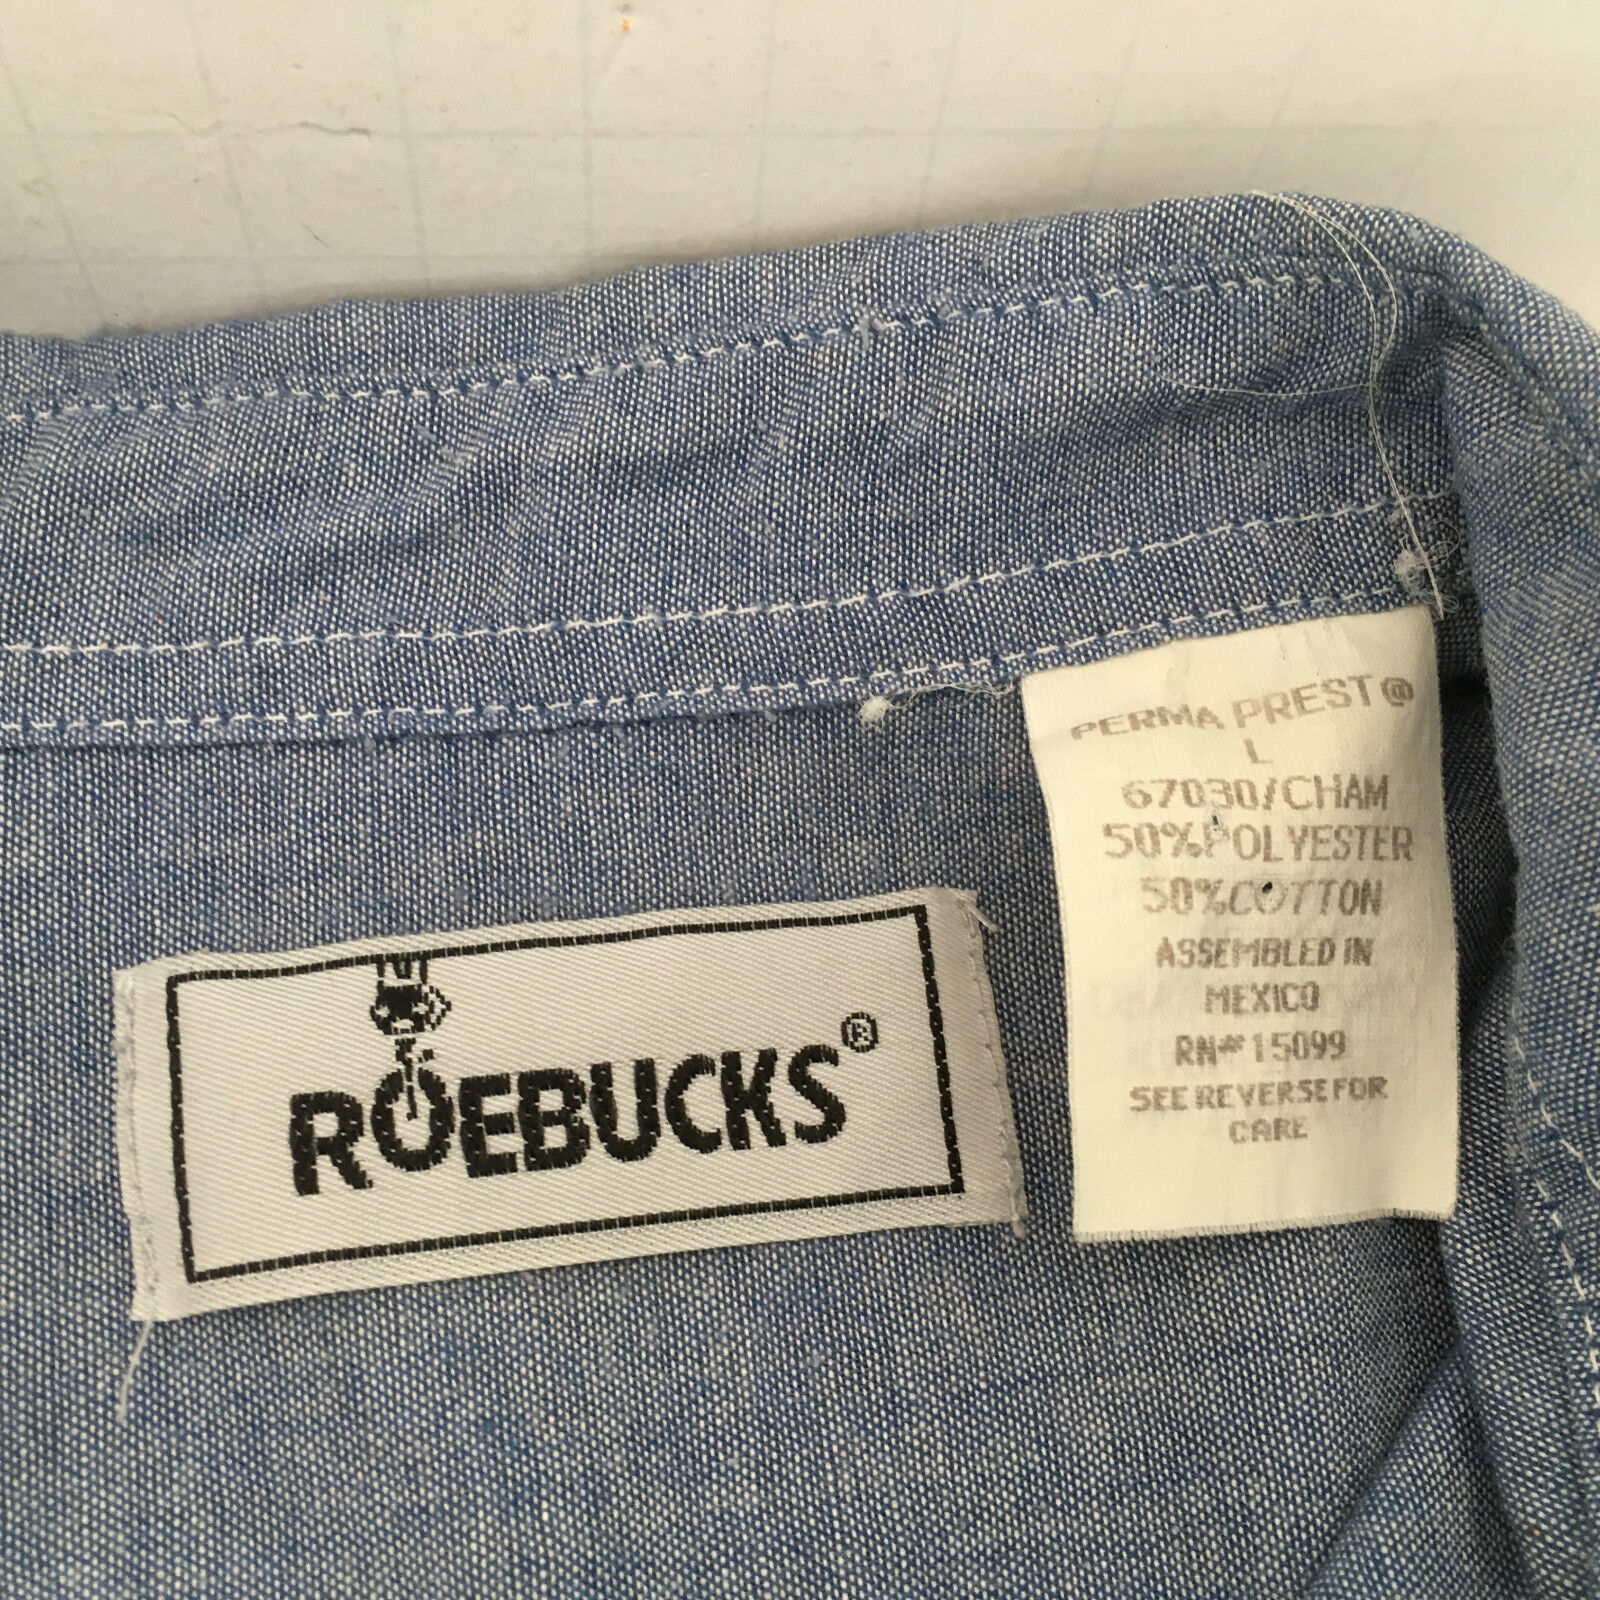 ROEBUCKS®
PERMA PREST@
L
67030/CHAM
50%POLYESTER
50%COTTON
ASSEMBLED IN
MEXICO
RN#15099
SEE REVERSE FOR
CARE